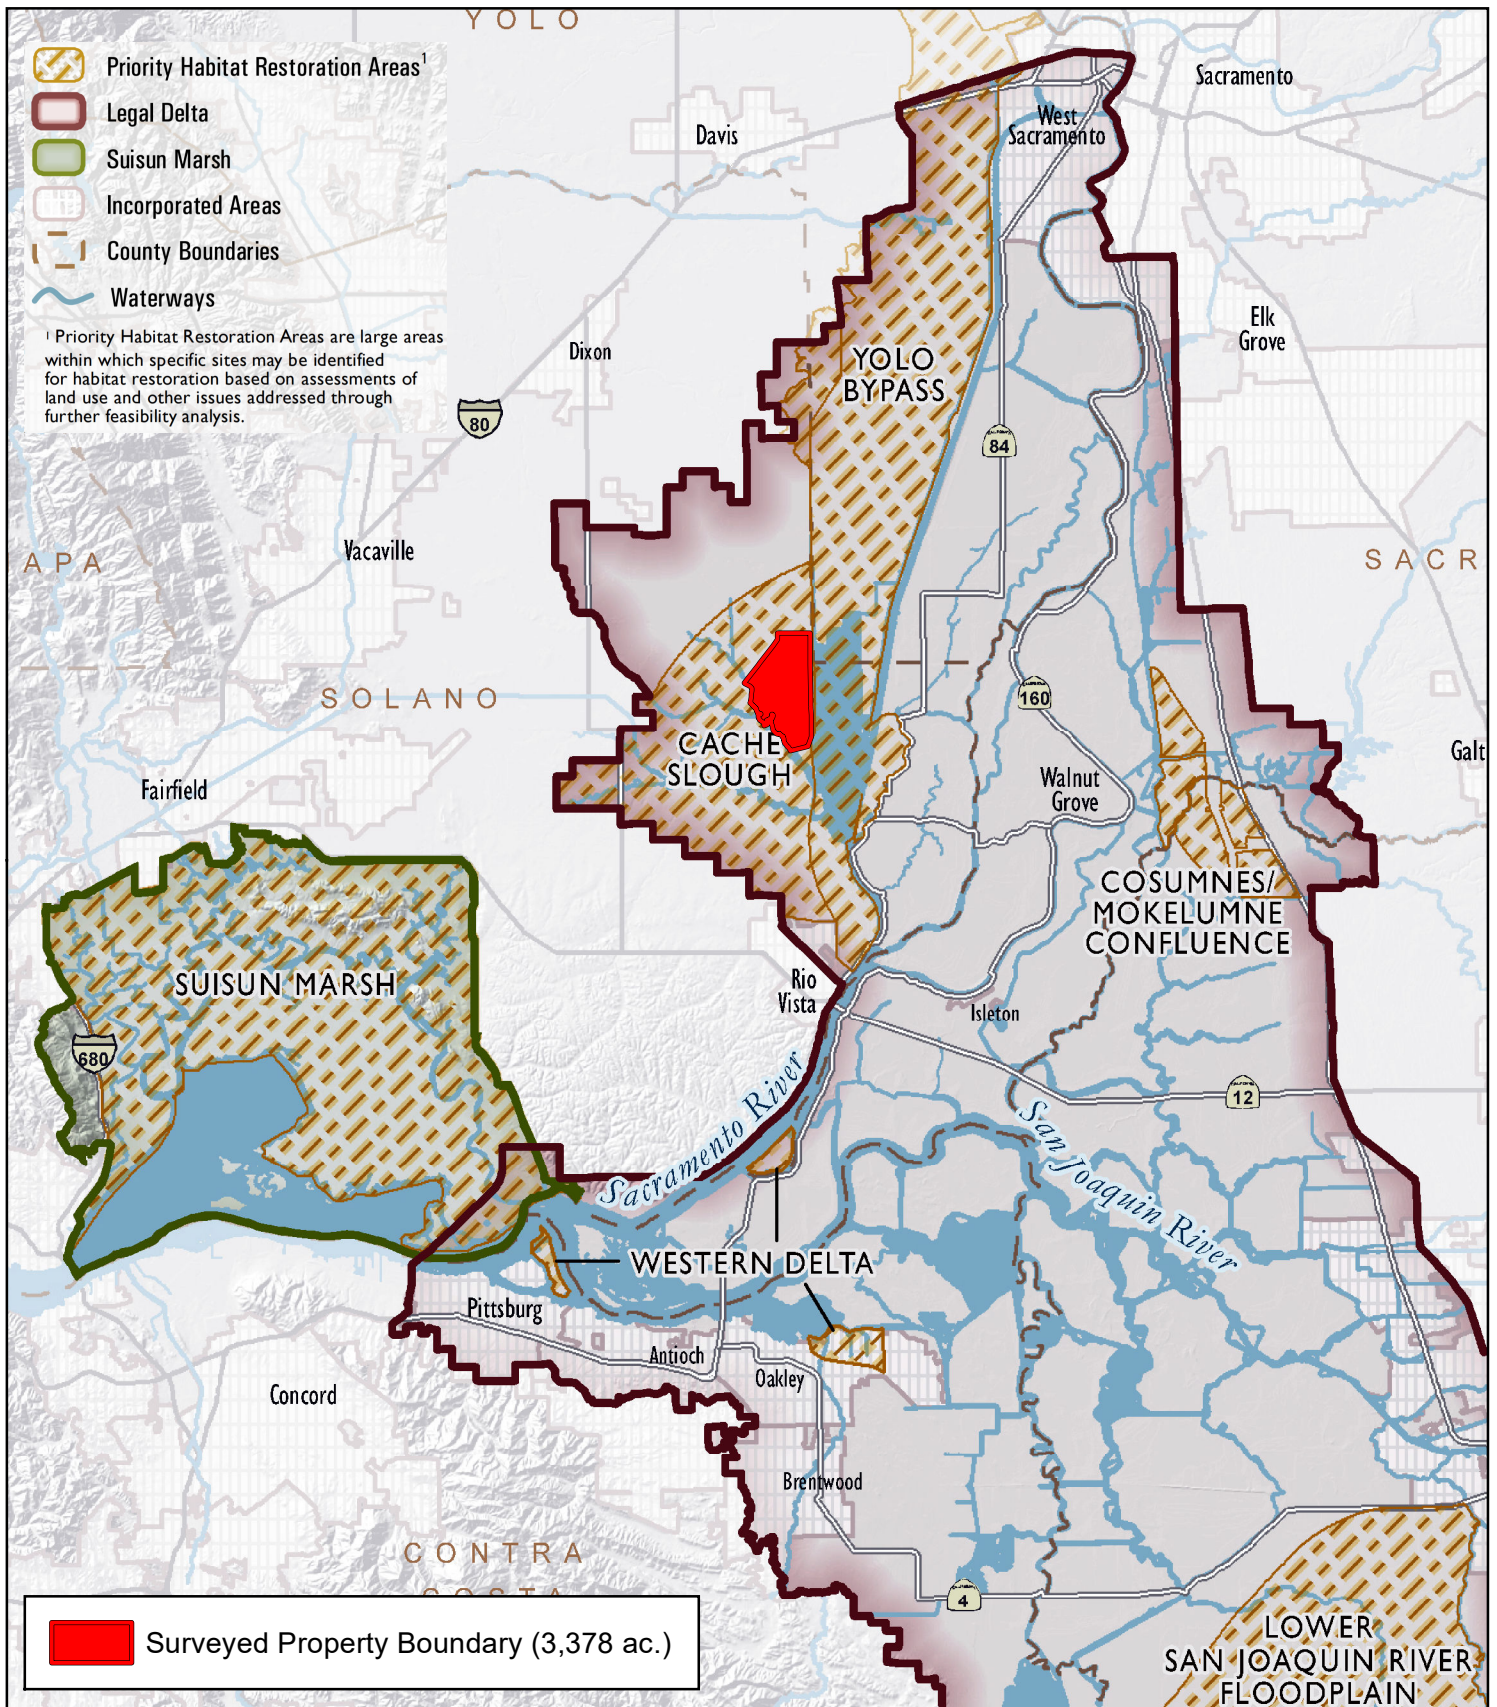 YOLO
Priority Habitat Restoration Areas¹
Legal Delta
Suisun Marsh
Incorporated Areas
County Boundaries
Waterways
¹ Priority Habitat Restoration Areas are large areas
within which specific sites may be identified
for habitat restoration based on assessments of
land use and other issues addressed through
further feasibility analysis.
Sacramento
West
Sacramento
Davis
Elk
Grove
Dixon
YOLO
BYPASS
80
CALIFORNIA
84
Vacaville
APA
SACR
SOLANO
CALIFORNIA
160
CACHE
SLOUGH
Galt
Fairfield
Walnut
Grove
COSUMNES/
MOKELUMNE
CONFLUENCE
SUISUN MARSH
Rio
Vista
Isleton
680
CALIFORNIA
12
Sacramento River
San Joaquin River
WESTERN DELTA
Pittsburg
Antioch
Oakley
Concord
Brentwood
CONTRA
COSTA
CALIFORNIA
4
Surveyed Property Boundary (3,378 ac.)
LOWER
SAN JOAQUIN RIVER
FLOODPLAIN